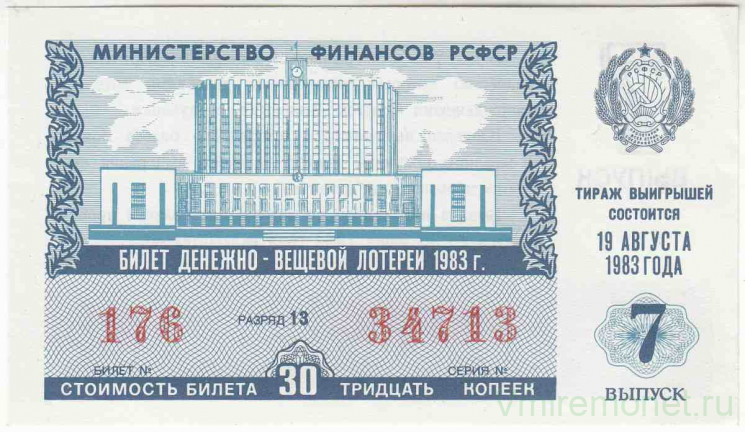 МИНИСТЕРСТВО ФИНАНСОВ РСФСР
БИЛЕТ ДЕНЕЖНО - ВЕЩЕВОЙ ЛОТЕРЕИ 1983 г.
176 РАЗРЯД 13 34713
БИЛЕТ № СЕРИЯ №
СТОИМОСТЬ БИЛЕТА 30 ТРИДЦАТЬ КОПЕЕК
РСФСР
ТИРАЖ ВЫИГРЫШЕЙ
СОСТОИТСЯ
19 АВГУСТА
1983 ГОДА
7
ВЫПУСК
vmiremonet.ru